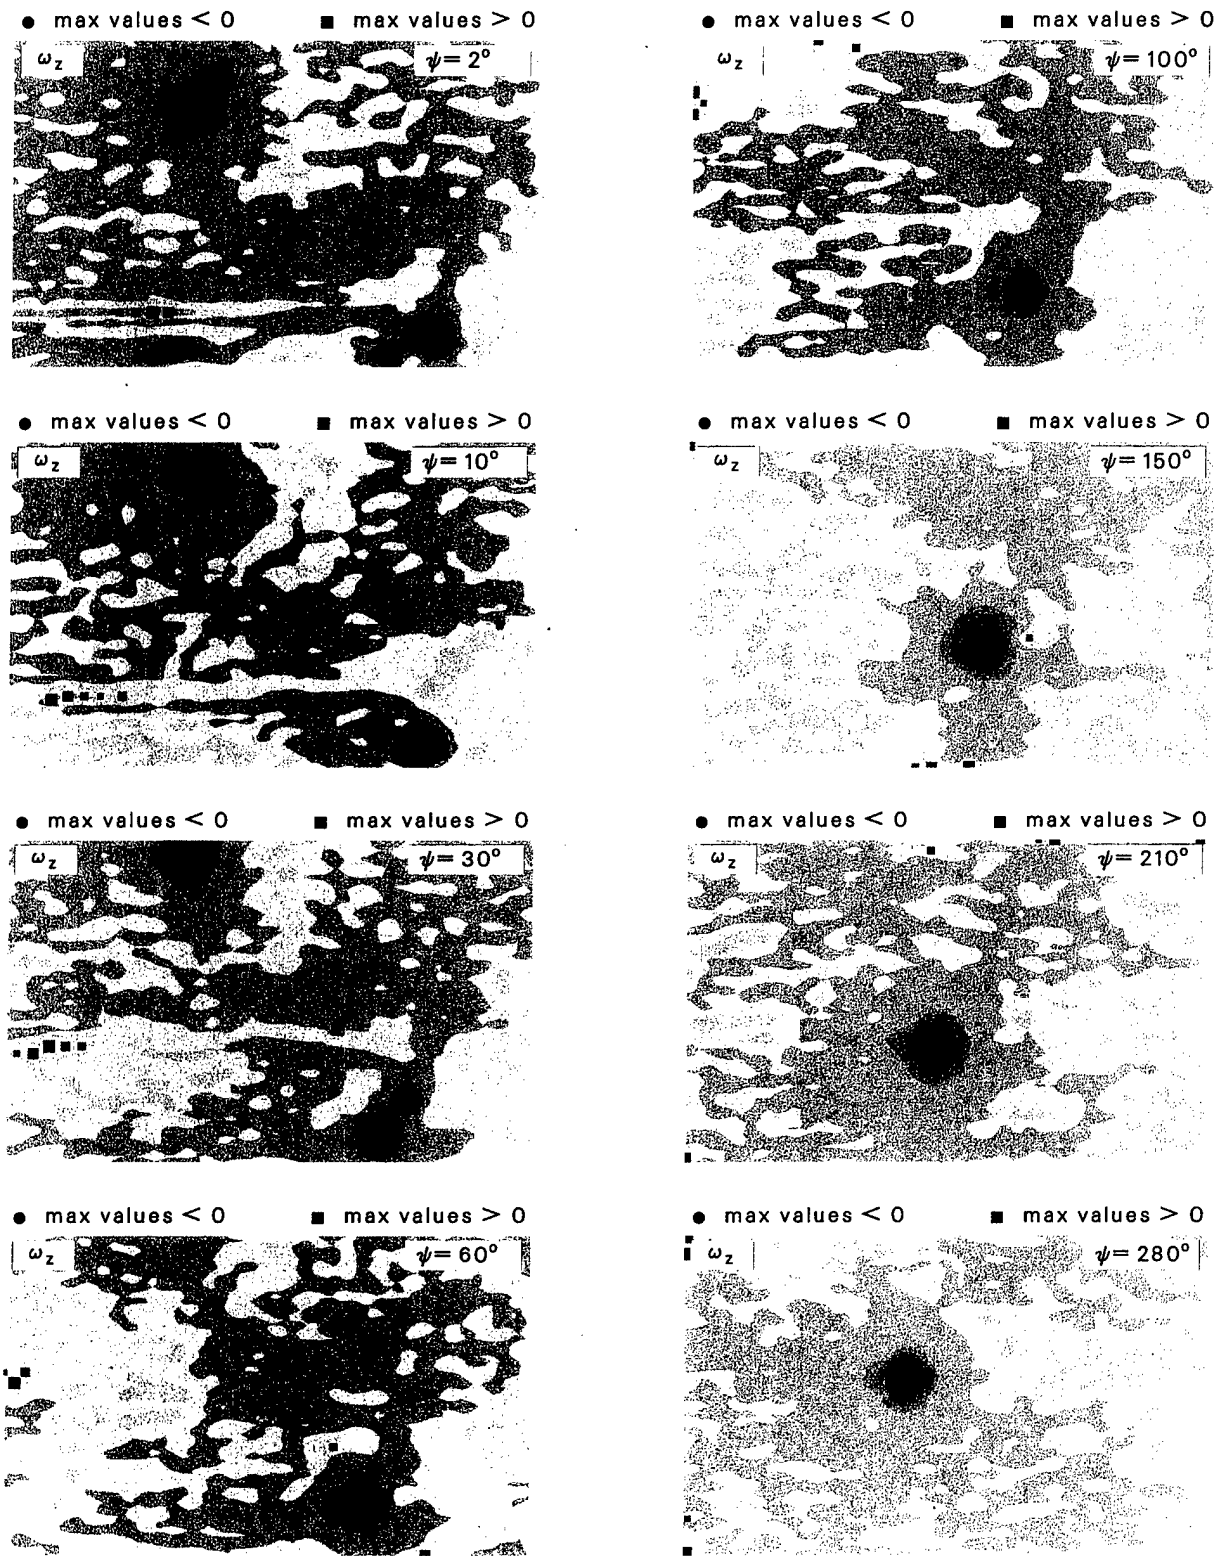 ● max values < 0 ■ max values > 0
ω_z ψ= 2°
● max values < 0 ■ max values > 0
ω_z ψ= 100°
● max values < 0 ■ max values > 0
ω_z ψ= 10°
● max values < 0 ■ max values > 0
ω_z ψ= 150°
● max values < 0 ■ max values > 0
ω_z ψ= 30°
● max values < 0 ■ max values > 0
ω_z ψ= 210°
● max values < 0 ■ max values > 0
ω_z ψ= 60°
● max values < 0 ■ max values > 0
ω_z ψ= 280°